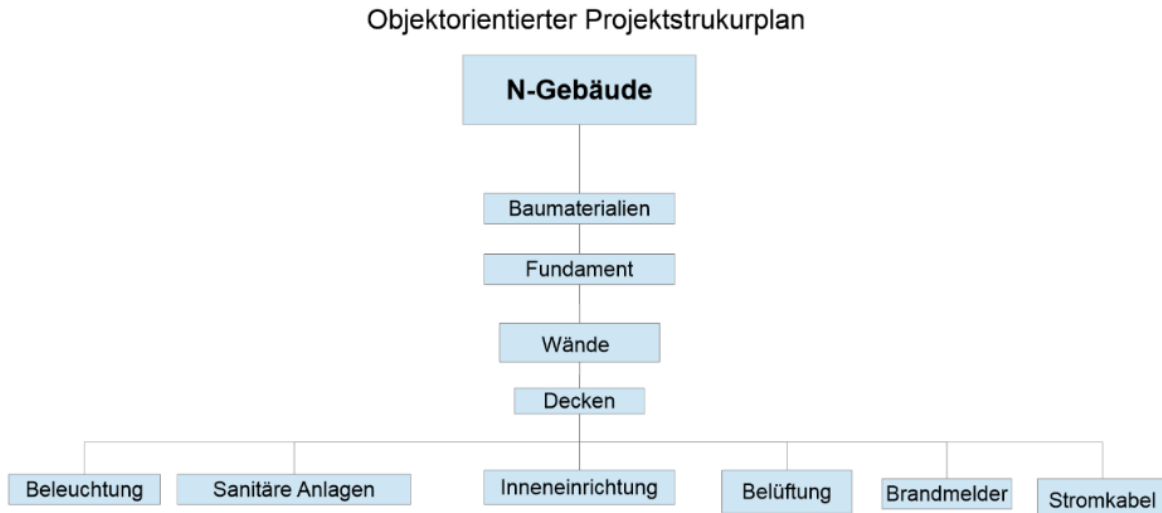 Objektorientierter Projektstrukurplan
N-Gebäude
Baumaterialien
Fundament
Wände
Decken
Beleuchtung
Sanitäre Anlagen
Inneneinrichtung
Belüftung
Brandmelder
Stromkabel